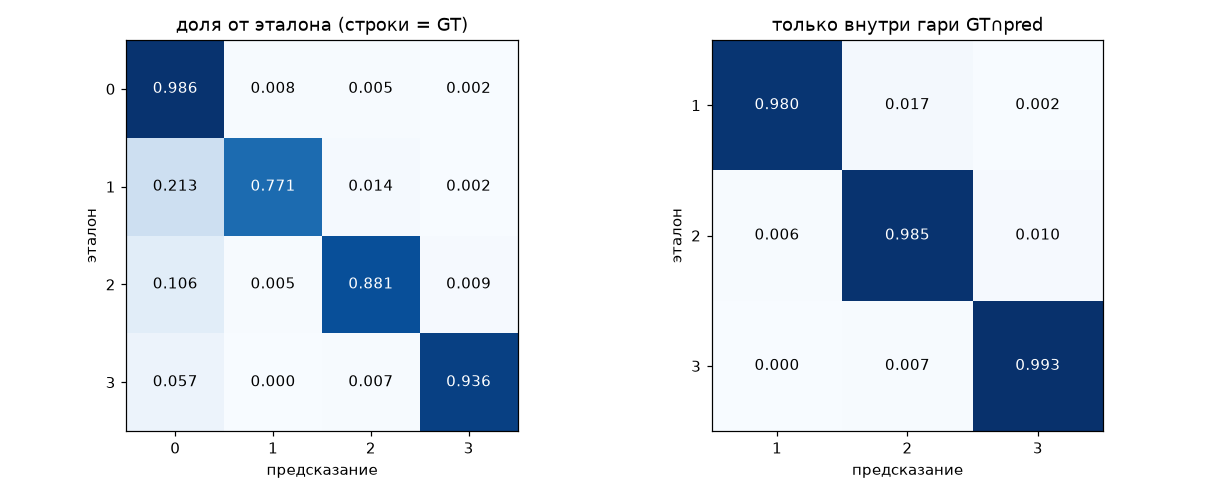 доля от эталона (строки = GT)
0 0.986 0.008 0.005 0.002
1 0.213 0.771 0.014 0.002
2 0.106 0.005 0.881 0.009
3 0.057 0.000 0.007 0.936
0 1 2 3
эталон
предсказание
только внутри гари GT∩pred
1 0.980 0.017 0.002
2 0.006 0.985 0.010
3 0.000 0.007 0.993
1 2 3
эталон
предсказание